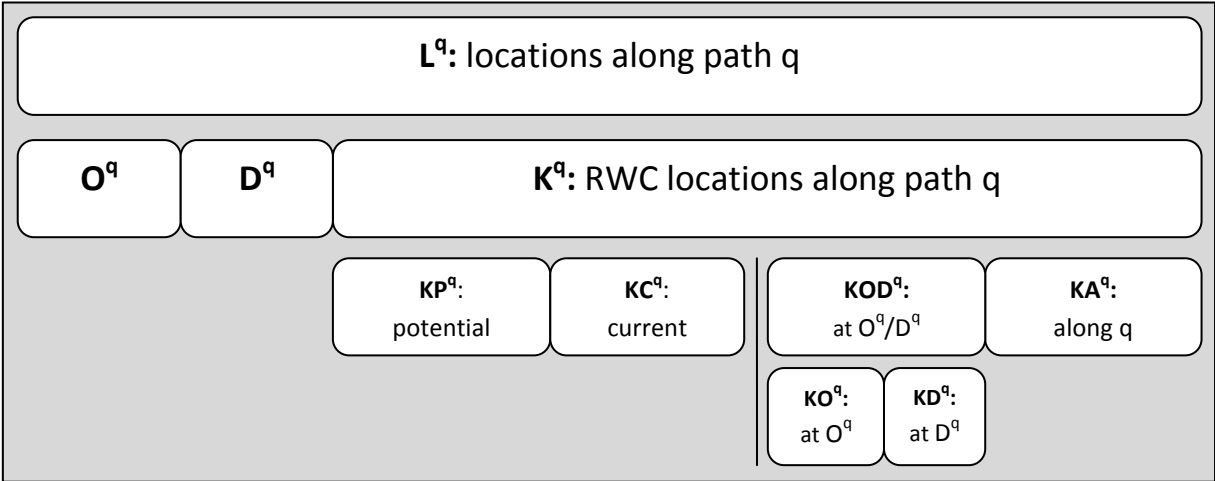 L^q: locations along path q
O^q
D^q
K^q: RWC locations along path q
KP^q:
potential
KC^q:
current
KOD^q:
at O^q/D^q
KA^q:
along q
KO^q:
at O^q
KD^q:
at D^q